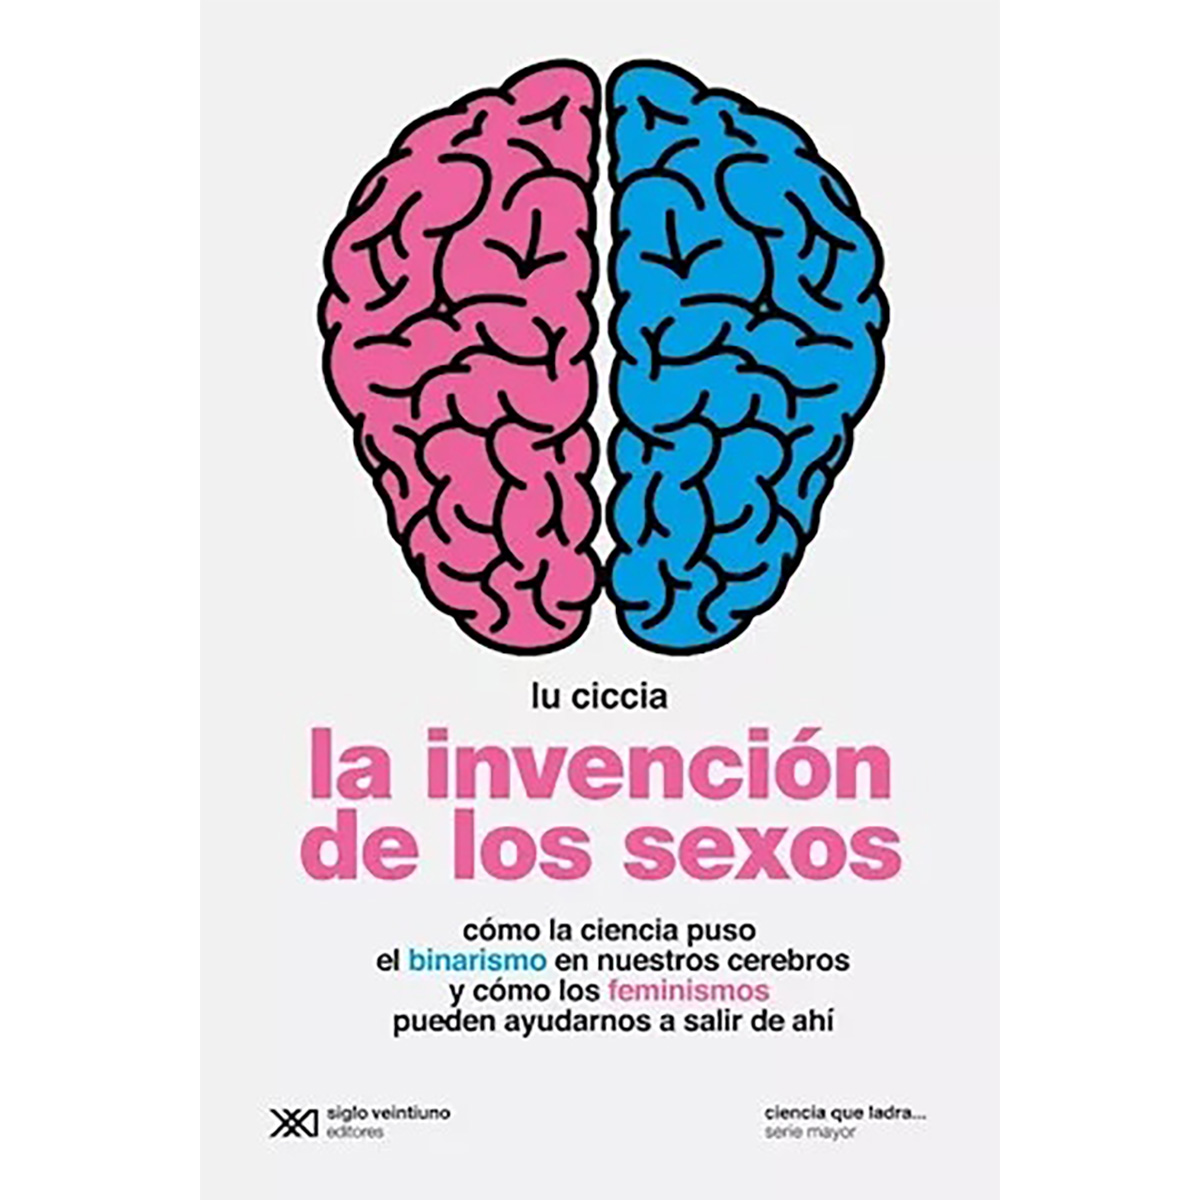 lu ciccia
la invención
de los sexos
cómo la ciencia puso
el binarismo en nuestros cerebros
y cómo los feminismos
pueden ayudarnos a salir de ahí
siglo veintiuno
editores
ciencia que ladra...
serie mayor